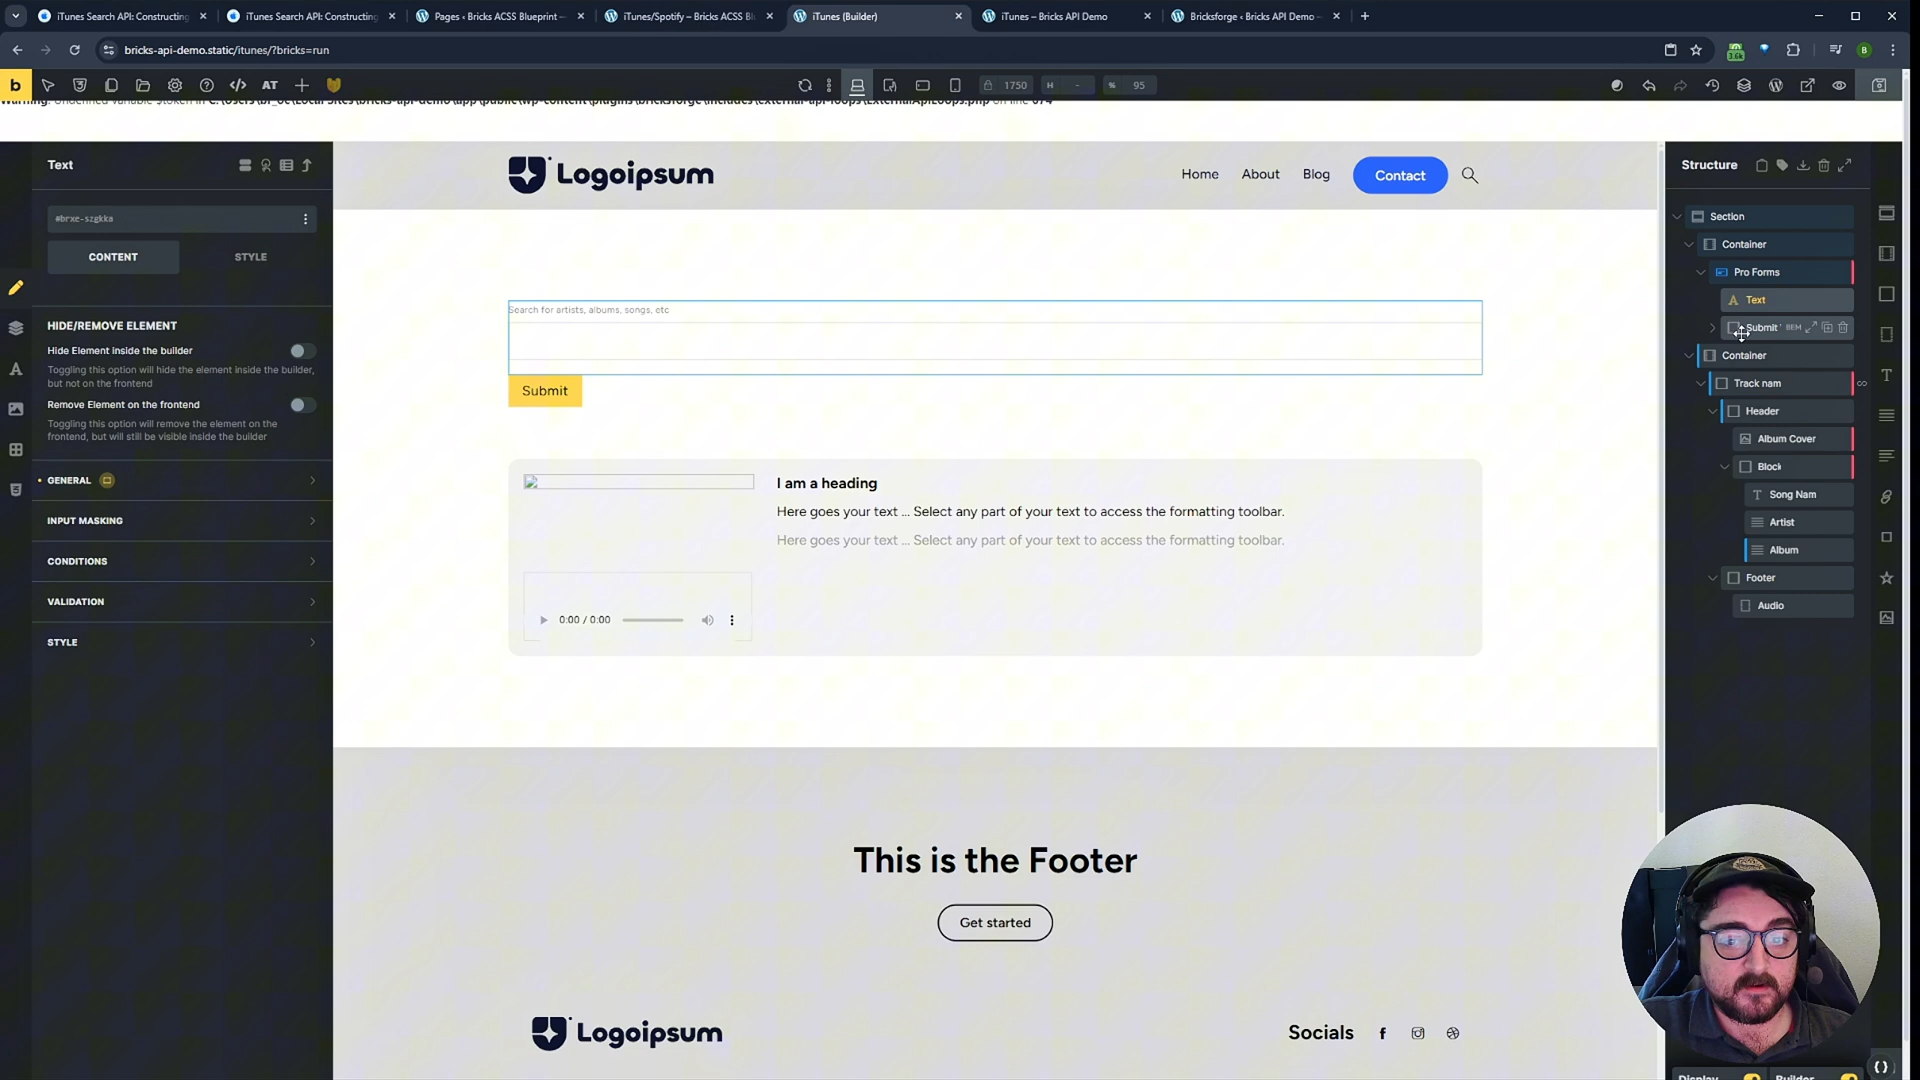 iTunes Search API: Constructing
iTunes Search API: Constructing
Pages ‹ Bricks ACSS Blueprint —
iTunes/Spotify – Bricks ACSS Bl
iTunes (Builder)
iTunes – Bricks API Demo
Bricksforge ‹ Bricks API Demo —
bricks-api-demo.static/itunes/?bricks=run
3.6k
B
b
AT
1750
H
-
%
95
Text
#brxe-szgkka
CONTENT
STYLE
HIDE/REMOVE ELEMENT
Hide Element inside the builder
Toggling this option will hide the element inside the builder,
but not on the frontend
Remove Element on the frontend
Toggling this option will remove the element on the
frontend, but will still be visible inside the builder
GENERAL
INPUT MASKING
CONDITIONS
VALIDATION
STYLE
Logoipsum
Home
About
Blog
Contact
Search for artists, albums, songs, etc
Submit
I am a heading
Here goes your text ... Select any part of your text to access the formatting toolbar.
Here goes your text ... Select any part of your text to access the formatting toolbar.
0:00 / 0:00
This is the Footer
Get started
Logoipsum
Socials
Structure
Section
Container
Pro Forms
Text
Submit
BEM
Container
Track nam
Header
Album Cover
Block
Song Nam
Artist
Album
Footer
Audio